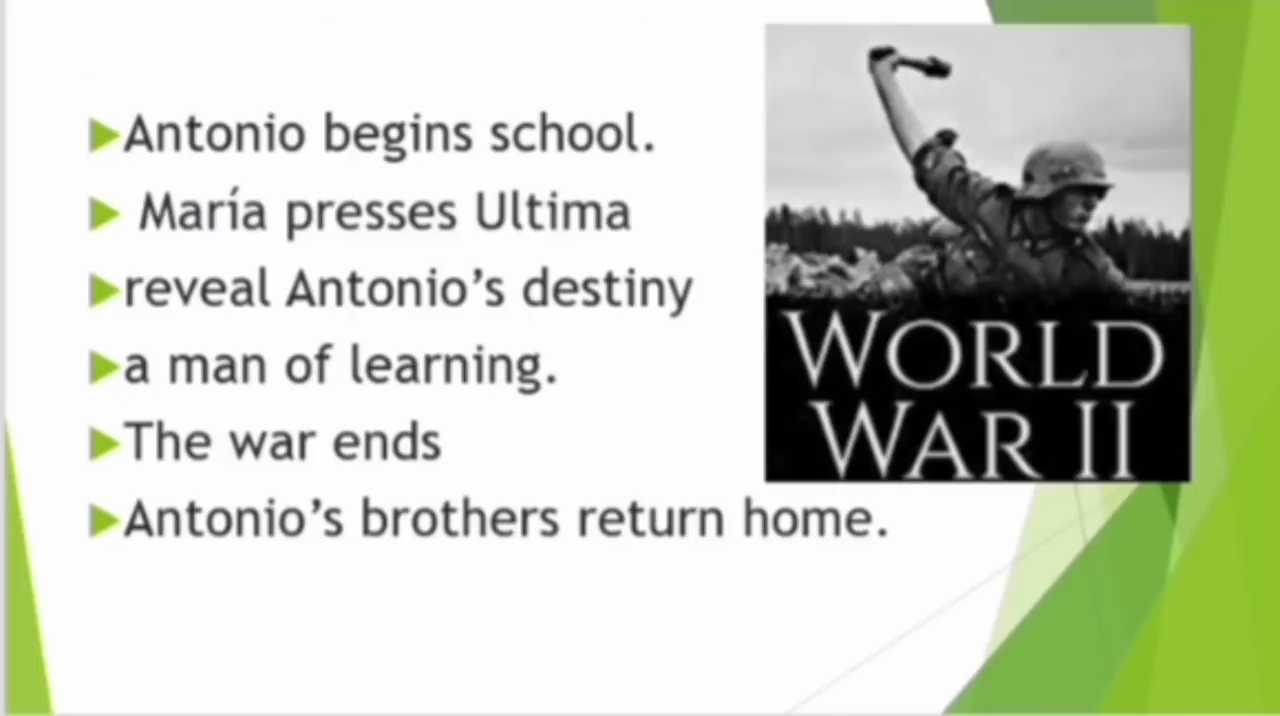 Antonio begins school.
María presses Ultima
reveal Antonio’s destiny
a man of learning.
The war ends
Antonio’s brothers return home.
WORLD
WAR II